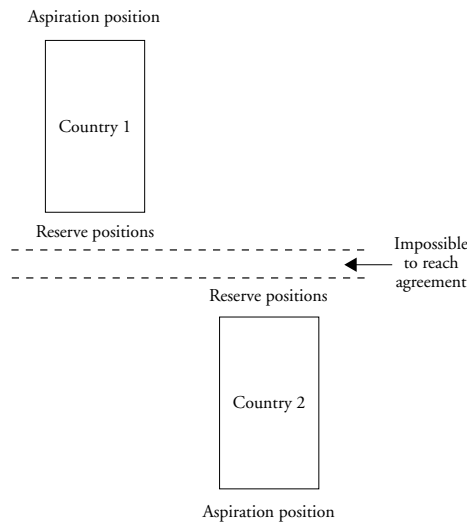 Aspiration position
Country 1
Reserve positions
Impossible
to reach
agreement
Reserve positions
Country 2
Aspiration position